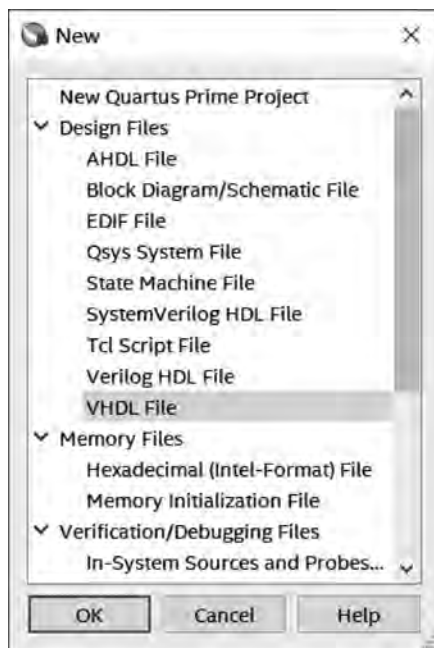 New
New Quartus Prime Project
Design Files
AHDL File
Block Diagram/Schematic File
EDIF File
Qsys System File
State Machine File
SystemVerilog HDL File
Tcl Script File
Verilog HDL File
VHDL File
Memory Files
Hexadecimal (Intel-Format) File
Memory Initialization File
Verification/Debugging Files
In-System Sources and Probes...
OK Cancel Help